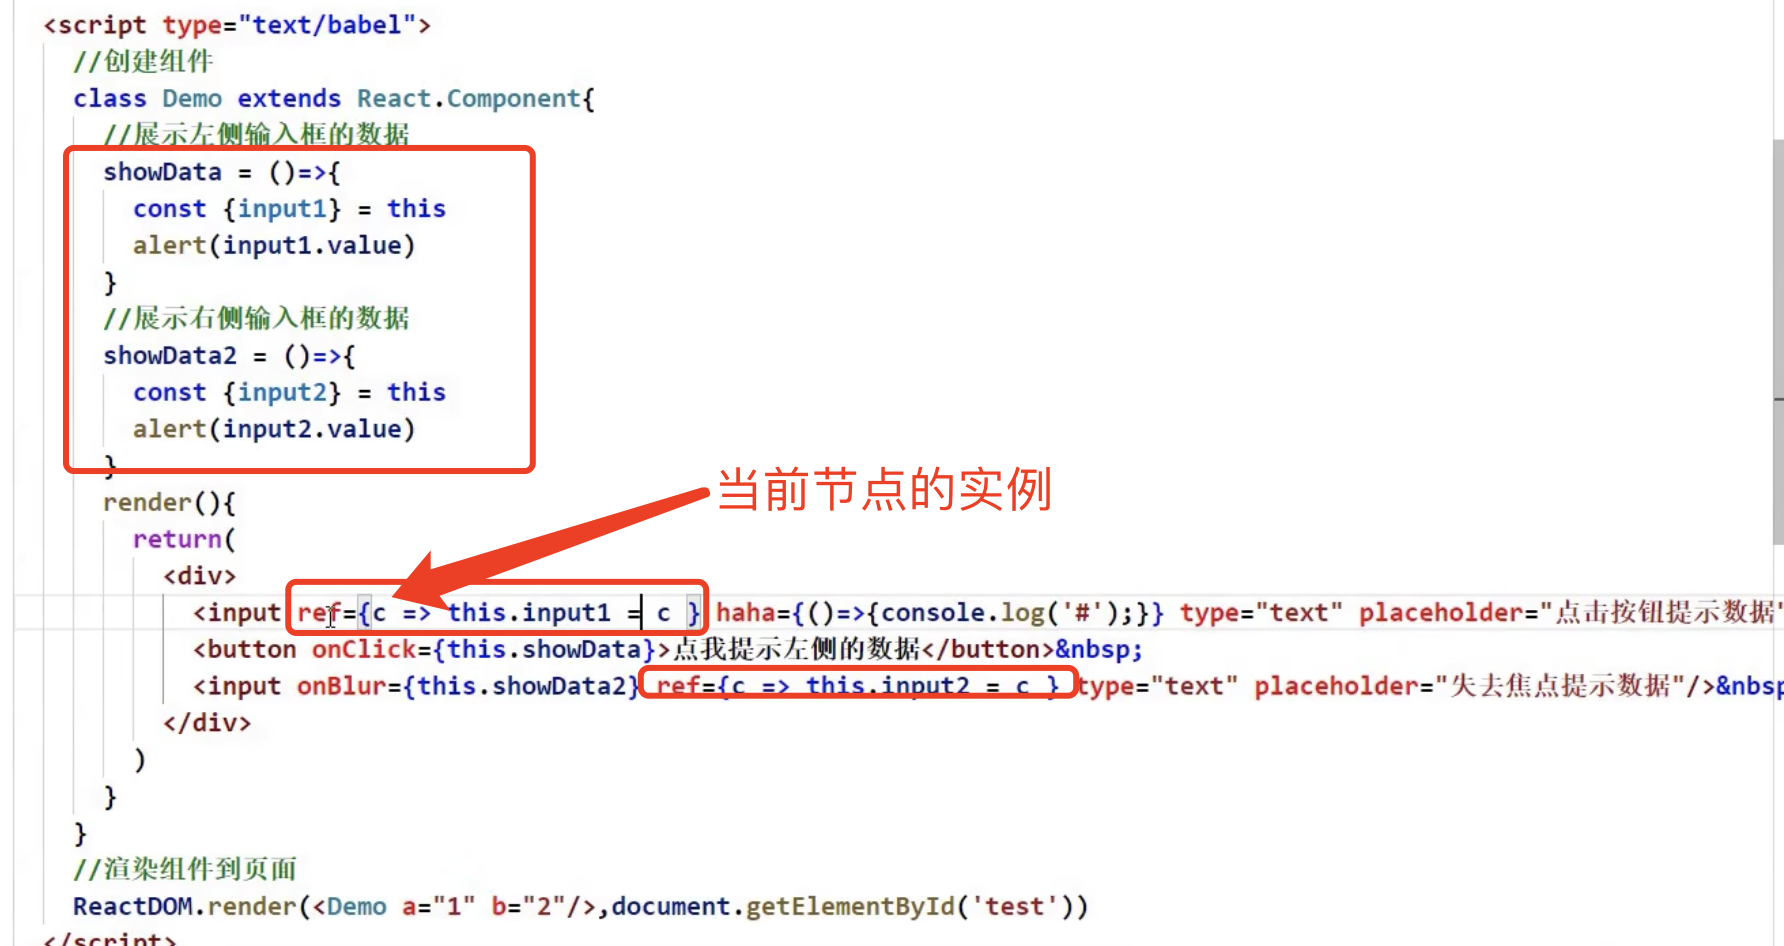 <script type="text/babel">
//创建组件
class Demo extends React.Component{
//展示左侧输入框的数据
showData = ()=>{
const {input1} = this
alert(input1.value)
}
//展示右侧输入框的数据
showData2 = ()=>{
const {input2} = this
alert(input2.value)
}
当前节点的实例
render(){
return(
<div>
<input ref={c => this.input1 = c } haha={()=>{console.log('#');}} type="text" placeholder="点击按钮提示数据"
<button onClick={this.showData}>点我提示左侧的数据</button>&nbsp;
<input onBlur={this.showData2} ref={c => this.input2 = c } type="text" placeholder="失去焦点提示数据"/>&nbsp
</div>
)
}
}
//渲染组件到页面
ReactDOM.render(<Demo a="1" b="2"/>,document.getElementById('test'))
</script>